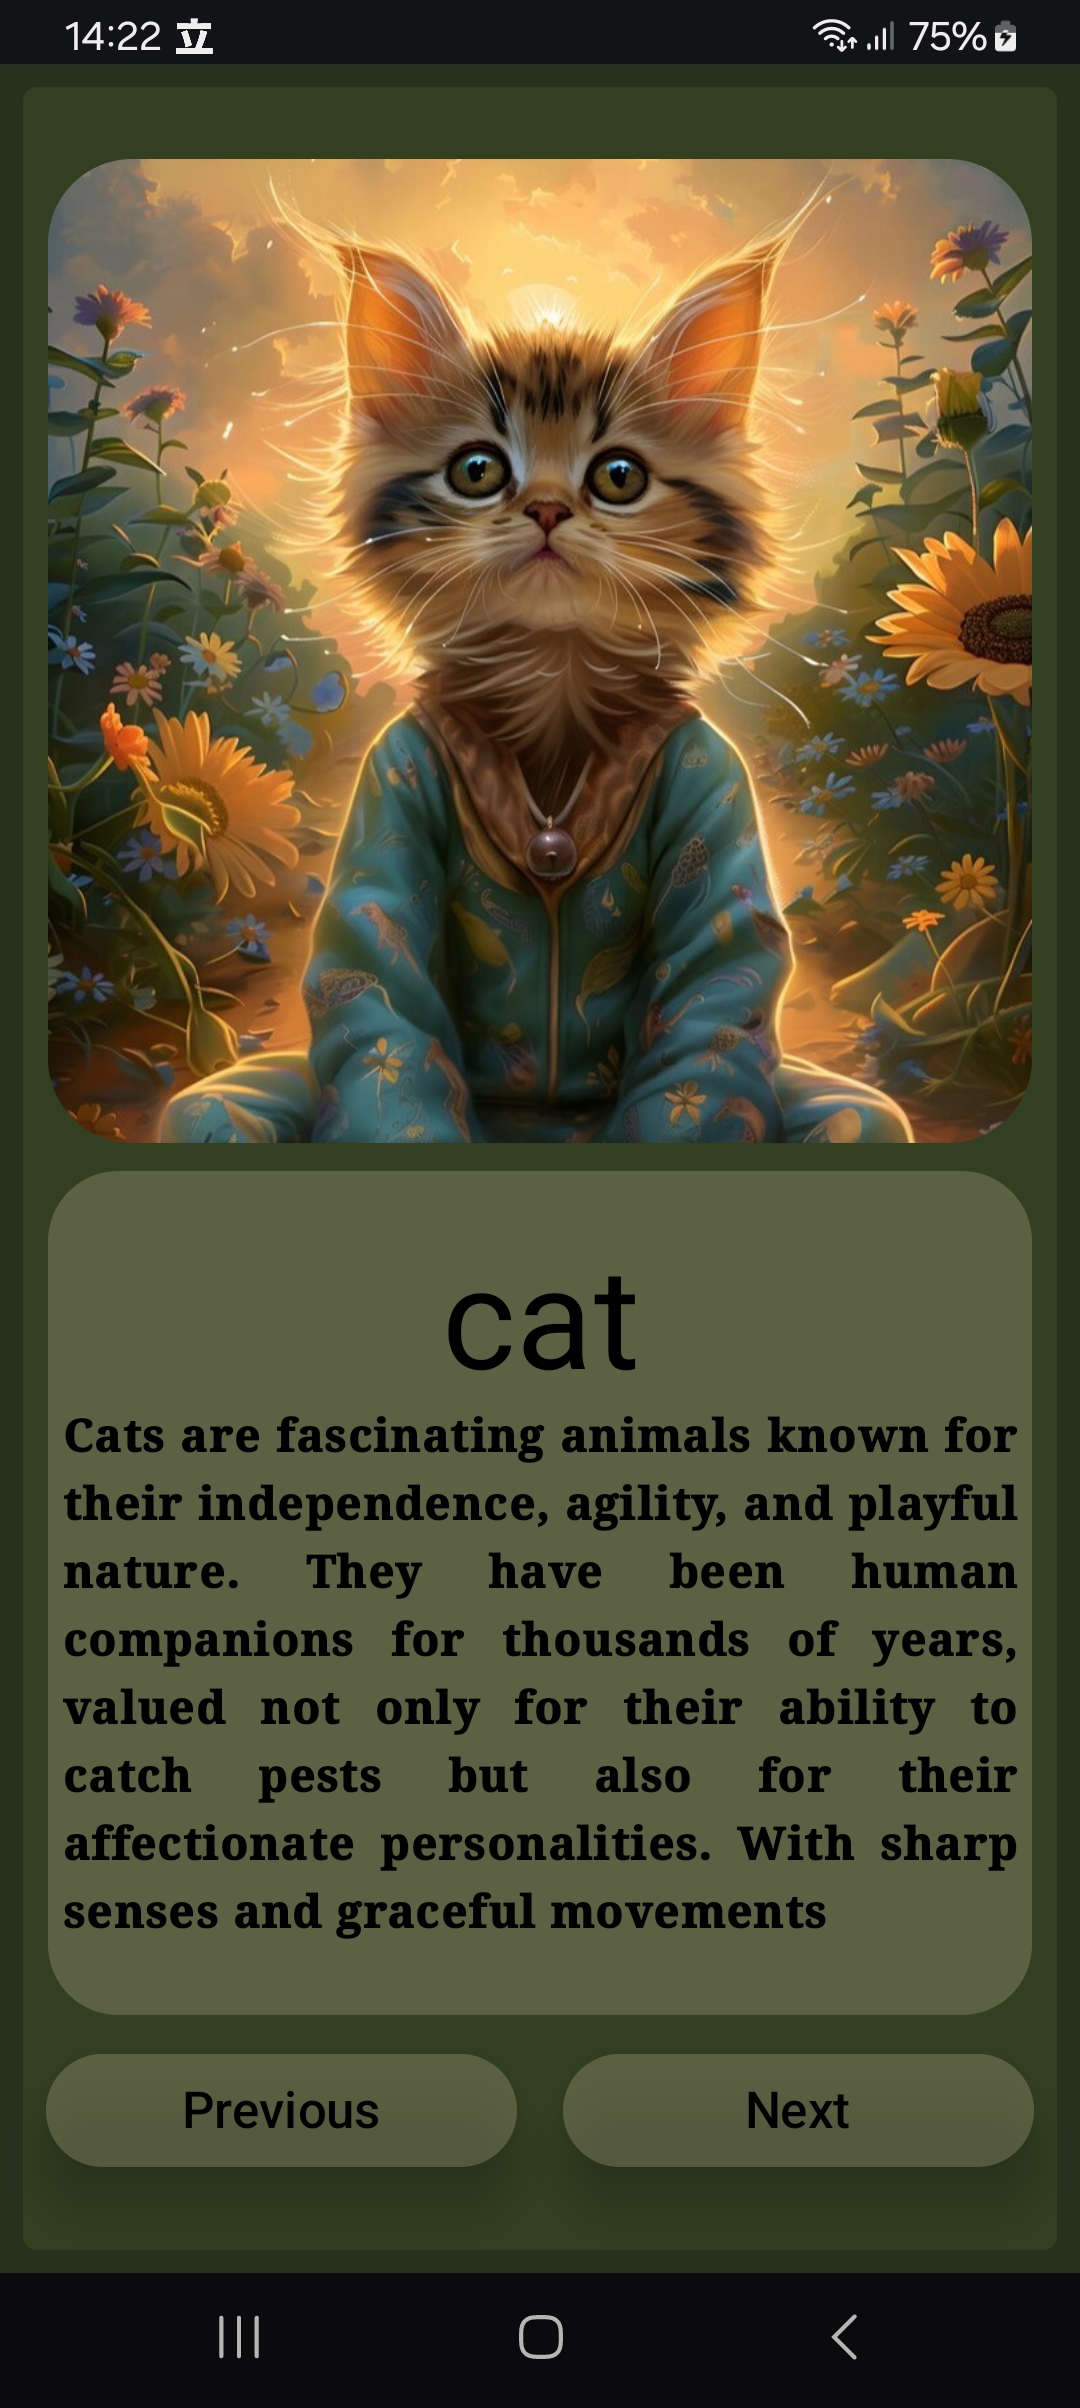 14:22 立 75%
cat
Cats are fascinating animals known for
their independence, agility, and playful
nature. They have been human
companions for thousands of years,
valued not only for their ability to
catch pests but also for their
affectionate personalities. With sharp
senses and graceful movements
Previous Next